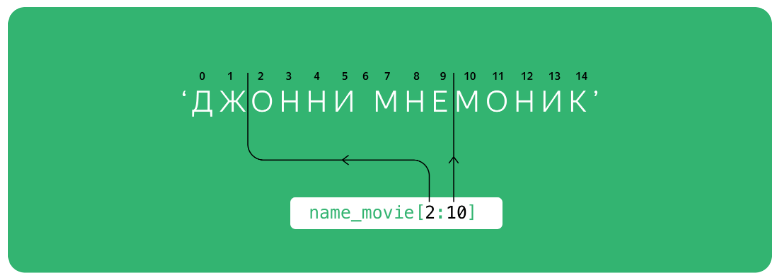 0 1 2 3 4 5 6 7 8 9 10 11 12 13 14
‘ДЖОННИ МНЕМОНИК’
name_movie[2:10]